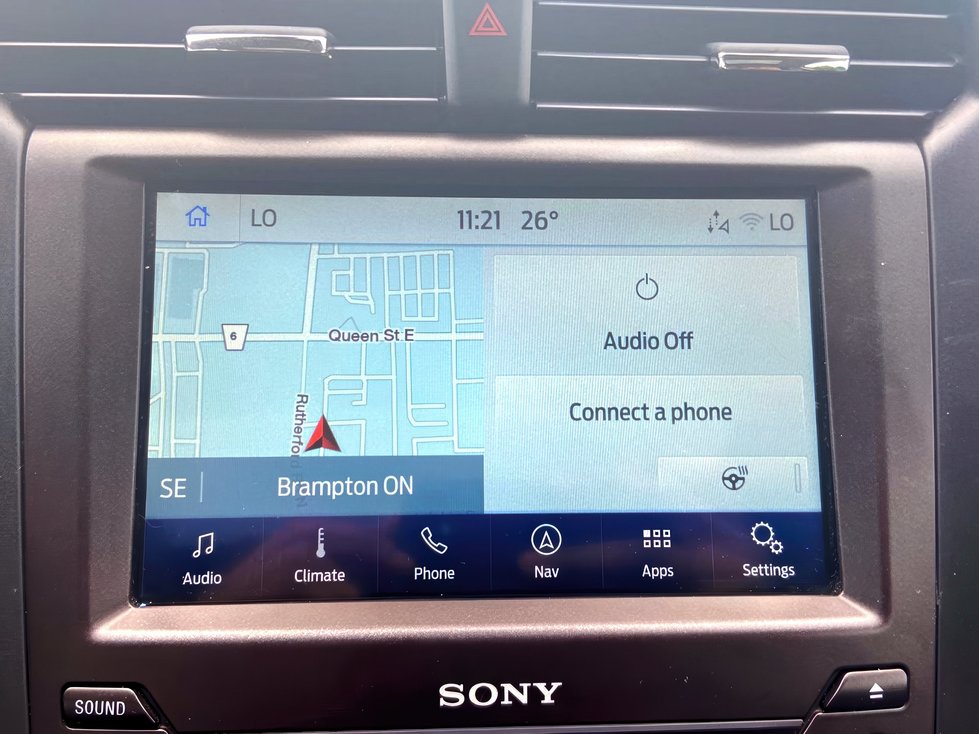 LO
11:21 26°
LO
6
Queen St E
Audio Off
Connect a phone
SE
Brampton ON
Audio
Climate
Phone
Nav
Apps
Settings
SONY
SOUND